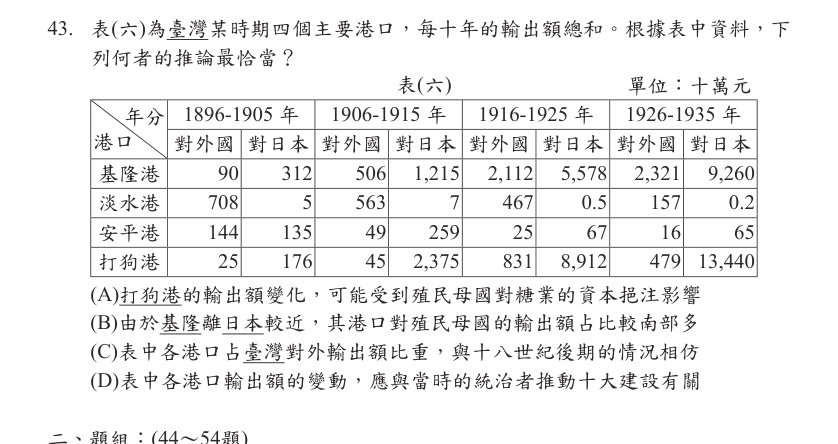 43. 表(六)為臺灣某時期四個主要港口，每十年的輸出額總和。根據表中資料，下
列何者的推論最恰當？
表(六) 單位：十萬元
年分 1896-1905 年 1906-1915 年 1916-1925 年 1926-1935 年
港口 對外國 對日本 對外國 對日本 對外國 對日本 對外國 對日本
基隆港 90 312 506 1,215 2,112 5,578 2,321 9,260
淡水港 708 5 563 7 467 0.5 157 0.2
安平港 144 135 49 259 25 67 16 65
打狗港 25 176 45 2,375 831 8,912 479 13,440
(A)打狗港的輸出額變化，可能受到殖民母國對糖業的資本挹注影響
(B)由於基隆離日本較近，其港口對殖民母國的輸出額占比較南部多
(C)表中各港口占臺灣對外輸出額比重，與十八世紀後期的情況相仿
(D)表中各港口輸出額的變動，應與當時的統治者推動十大建設有關
二、題組：(44～54題)